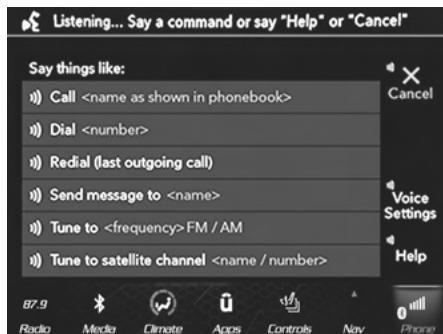 Listening... Say a command or say "Help" or "Cancel"
Say things like:
Call <name as shown in phonebook>
Cancel
Dial <number>
Redial (last outgoing call)
Send message to <name>
Voice
Settings
Tune to <frequency> FM / AM
Help
Tune to satellite channel <name / number>
87.9
Radio
Media
Climate
Apps
Controls
Nav
Phone